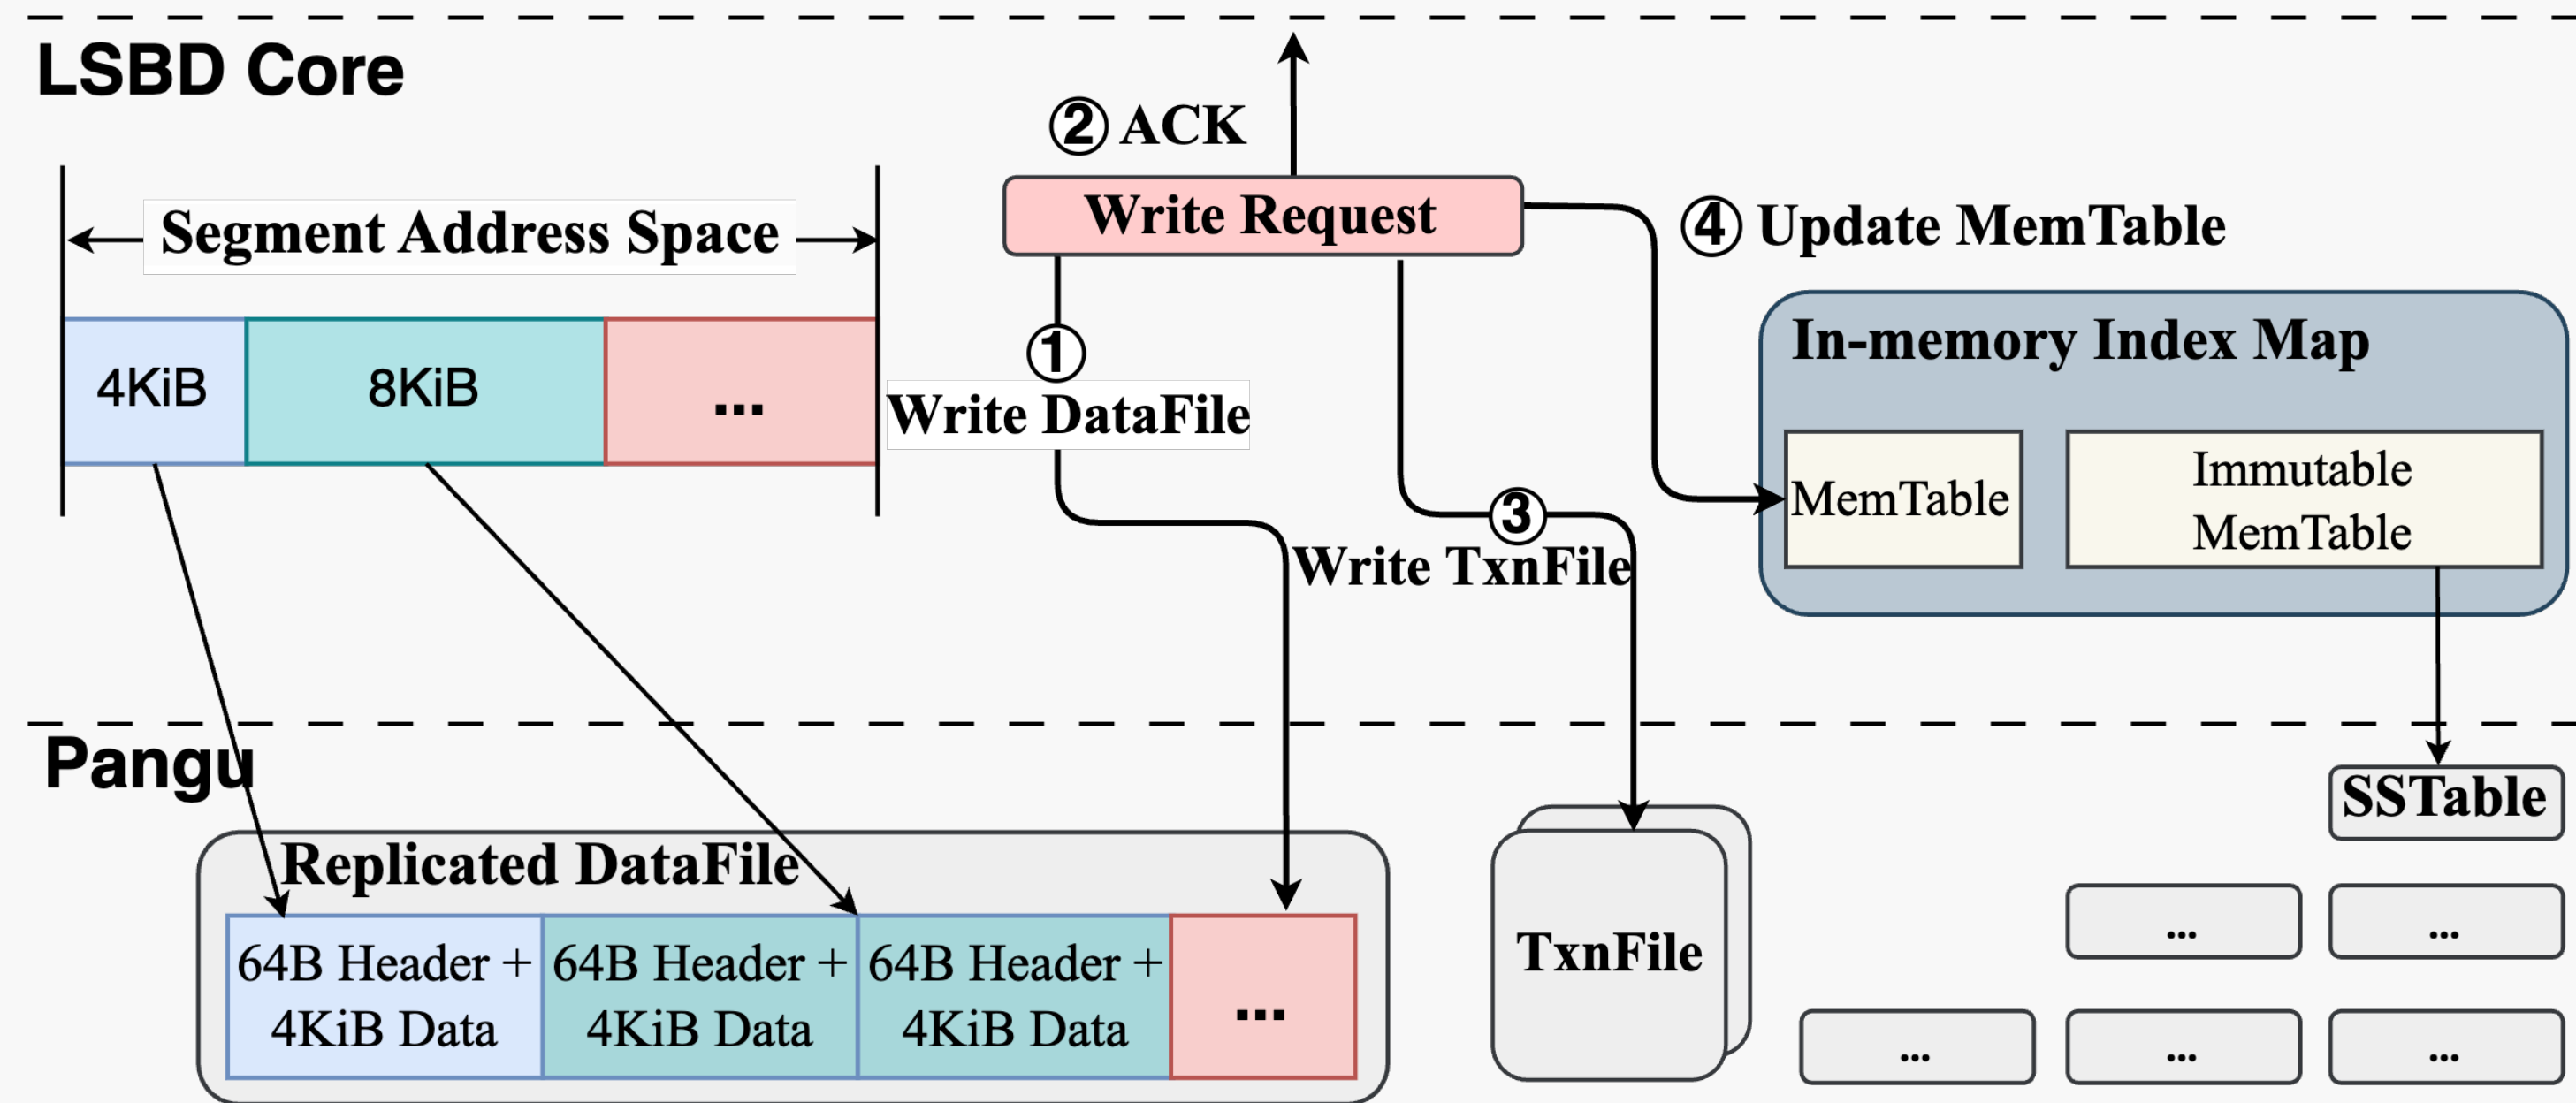 LSBD Core
② ACK
Write Request
Segment Address Space
④ Update MemTable
4KiB
8KiB
...
①
Write DataFile
In-memory Index Map
MemTable
Immutable
MemTable
③
Write TxnFile
Pangu
SSTable
Replicated DataFile
64B Header +
4KiB Data
64B Header +
4KiB Data
64B Header +
4KiB Data
...
TxnFile
...
...
...
...
...